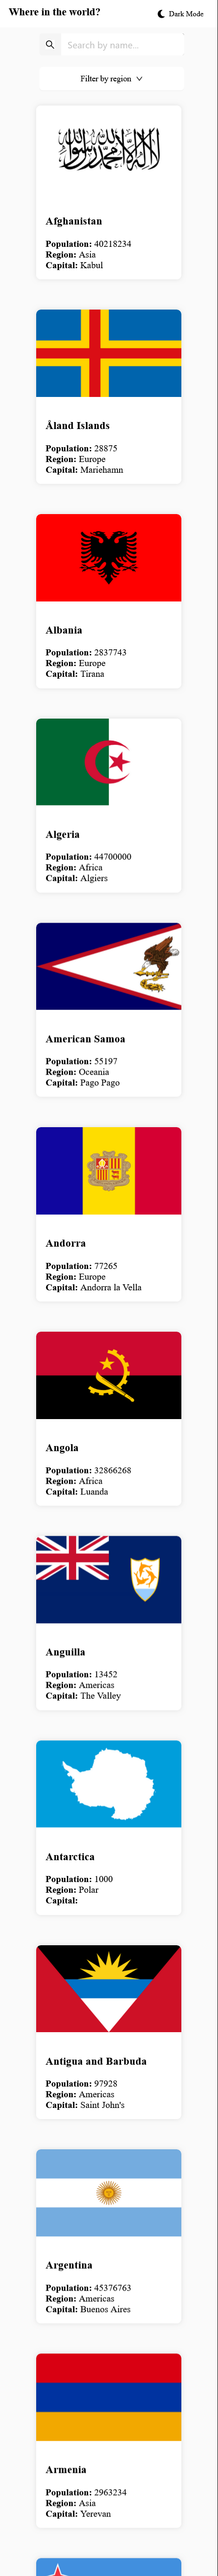 Where in the world?
Dark Mode
Search by name...
Filter by region
لا إله إلا الله محمد رسول الله
Afghanistan
Population: 40218234
Region: Asia
Capital: Kabul
Åland Islands
Population: 28875
Region: Europe
Capital: Mariehamn
Albania
Population: 2837743
Region: Europe
Capital: Tirana
Algeria
Population: 44700000
Region: Africa
Capital: Algiers
American Samoa
Population: 55197
Region: Oceania
Capital: Pago Pago
Andorra
Population: 77265
Region: Europe
Capital: Andorra la Vella
Angola
Population: 32866268
Region: Africa
Capital: Luanda
Anguilla
Population: 13452
Region: Americas
Capital: The Valley
Antarctica
Population: 1000
Region: Polar
Capital:
Antigua and Barbuda
Population: 97928
Region: Americas
Capital: Saint John's
Argentina
Population: 45376763
Region: Americas
Capital: Buenos Aires
Armenia
Population: 2963234
Region: Asia
Capital: Yerevan